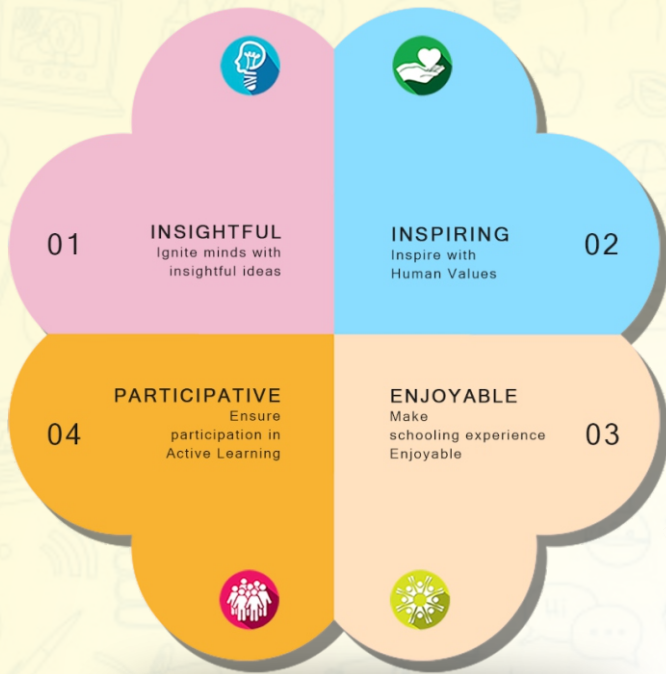 01
INSIGHTFUL
Ignite minds with
insightful ideas
INSPIRING
Inspire with
Human Values
02
PARTICIPATIVE
Ensure
participation in
Active Learning
04
ENJOYABLE
Make
schooling experience
Enjoyable
03